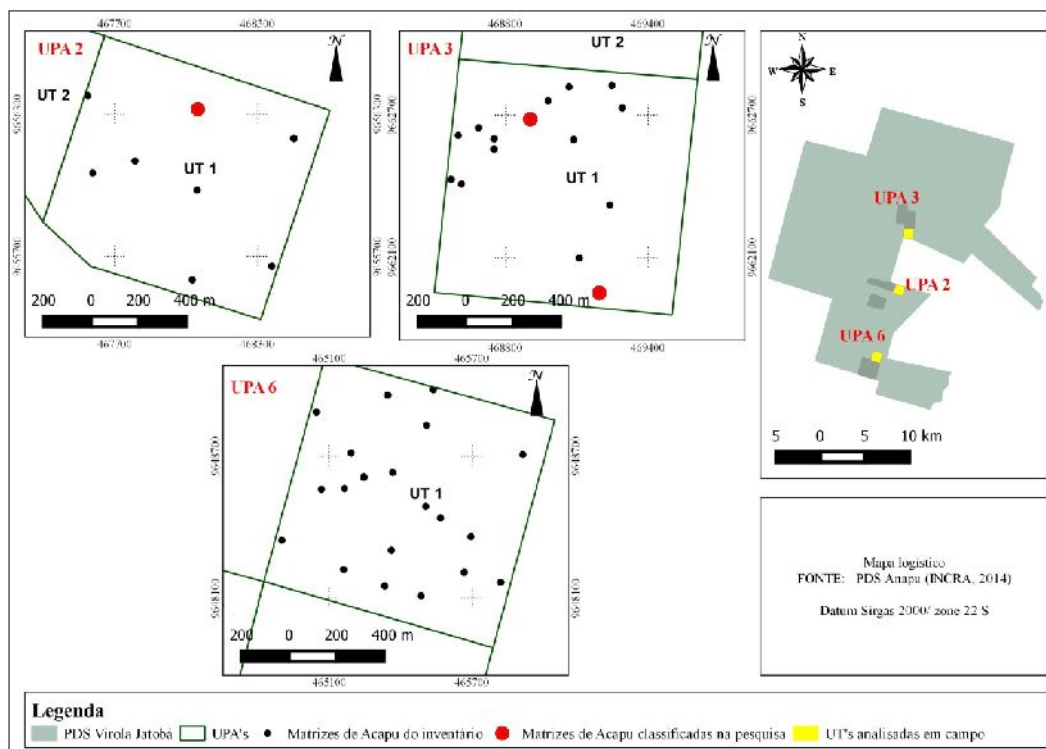 467700
468300
UPA 2
N
UT 2
UT 1
9656300
9655700
200 0 200 400 m
467700
468300
468800
469400
UPA 3
UT 2
N
UT 1
9662700
9662100
200 0 200 400 m
468800
469400
N
W E
S
UPA 3
UPA 2
UPA 6
5 0 5 10 km
465100
465700
UPA 6
N
UT 1
9648700
9648100
200 0 200 400 m
465100
465700
Mapa logístico
FONTE: PDS Anapu (INCRA, 2014)
Datum Sirgas 2000/ zone 22 S
Legenda
PDS Virola Jatobá
UPA's
Matrizes de Acapu do inventário
Matrizes de Acapu classificadas na pesquisa
UT's analisadas em campo